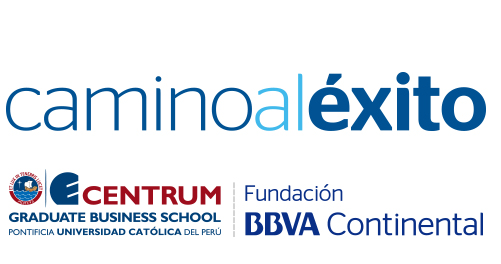 caminoaléxito
CENTRUM
GRADUATE BUSINESS SCHOOL
PONTIFICIA UNIVERSIDAD CATÓLICA DEL PERÚ
Fundación
BBVA Continental